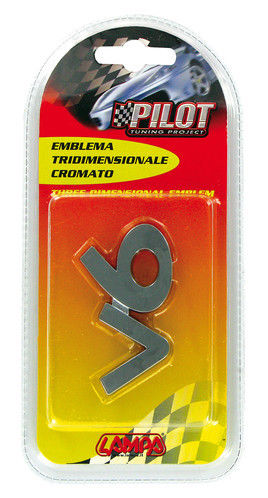 PILOT
TUNING PROJECT
EMBLEMA
TRIDIMENSIONALE
CROMATO
THREE-DIMENSIONAL EMBLEM
V6
LAMPA